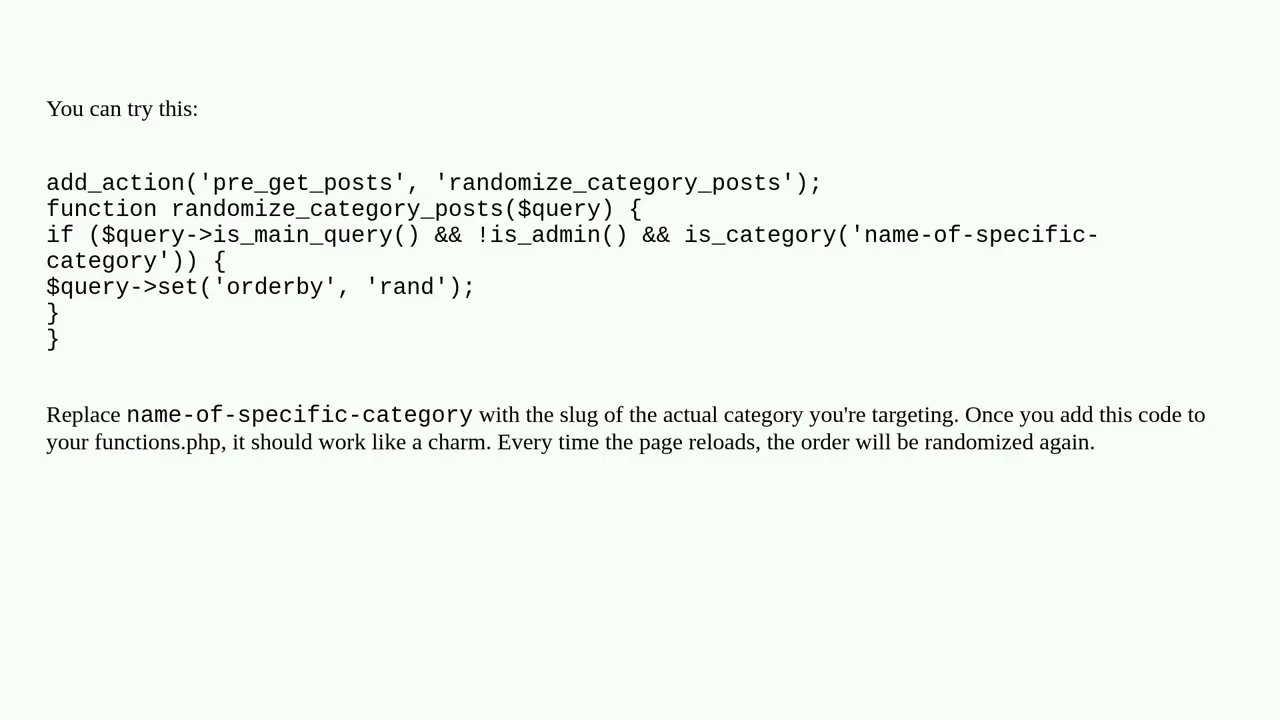 You can try this:
add_action('pre_get_posts', 'randomize_category_posts');
function randomize_category_posts($query) {
if ($query->is_main_query() && !is_admin() && is_category('name-of-specific-
category')) {
$query->set('orderby', 'rand');
}
}
Replace name-of-specific-category with the slug of the actual category you're targeting. Once you add this code to
your functions.php, it should work like a charm. Every time the page reloads, the order will be randomized again.